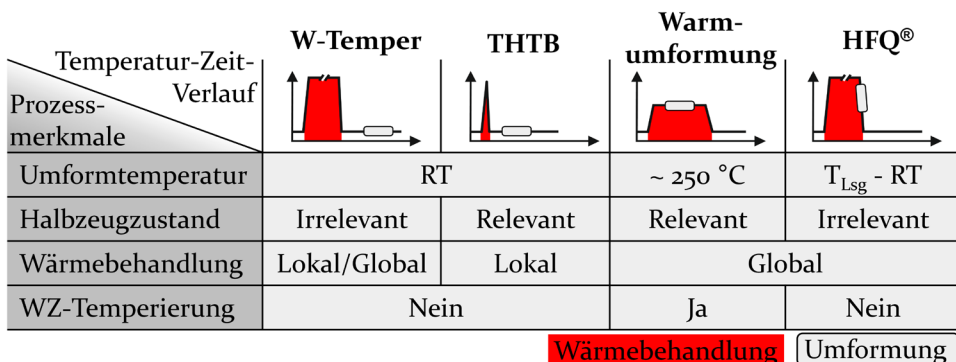 Temperatur-Zeit-
Verlauf
Prozess-
merkmale
W-Temper
THTB
Warm-
umformung
HFQ®
Umformtemperatur
RT
~ 250 °C
T_Lsg - RT
Halbzeugzustand
Irrelevant
Relevant
Relevant
Irrelevant
Wärmebehandlung
Lokal/Global
Lokal
Global
WZ-Temperierung
Nein
Ja
Nein
Wärmebehandlung
Umformung